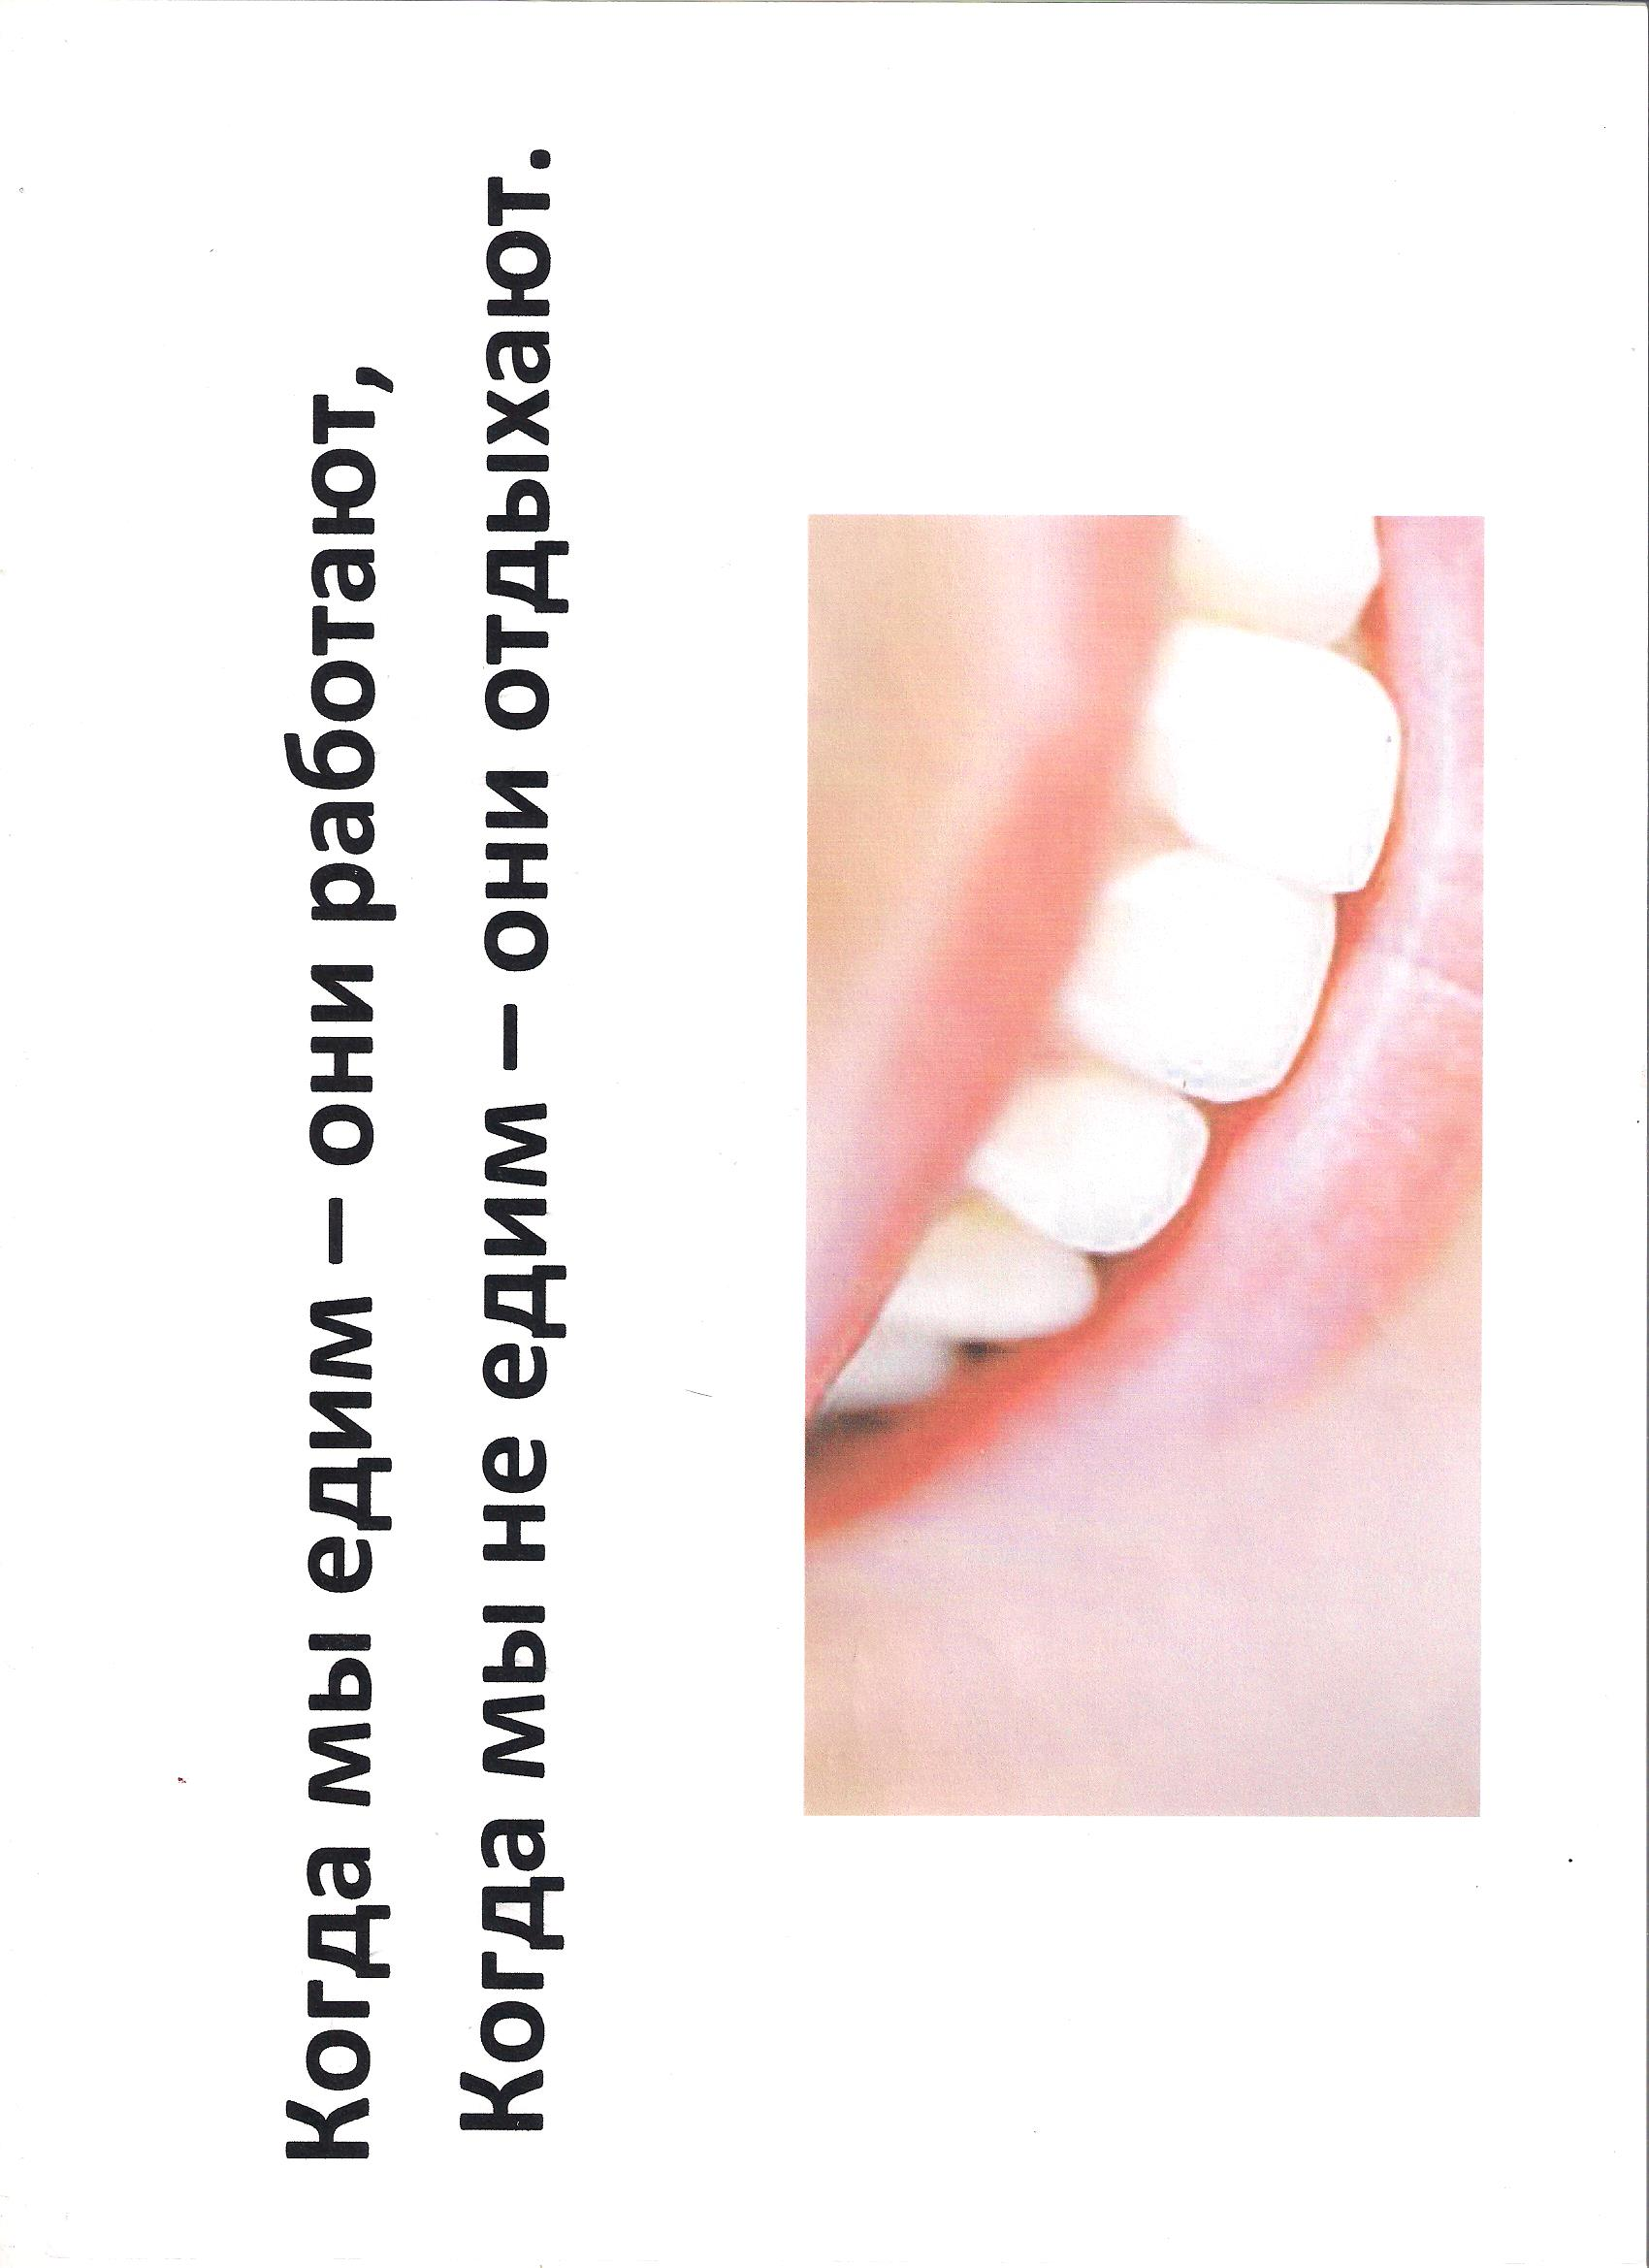 Когда мы едим – они работают,
Когда мы не едим – они отдыхают.